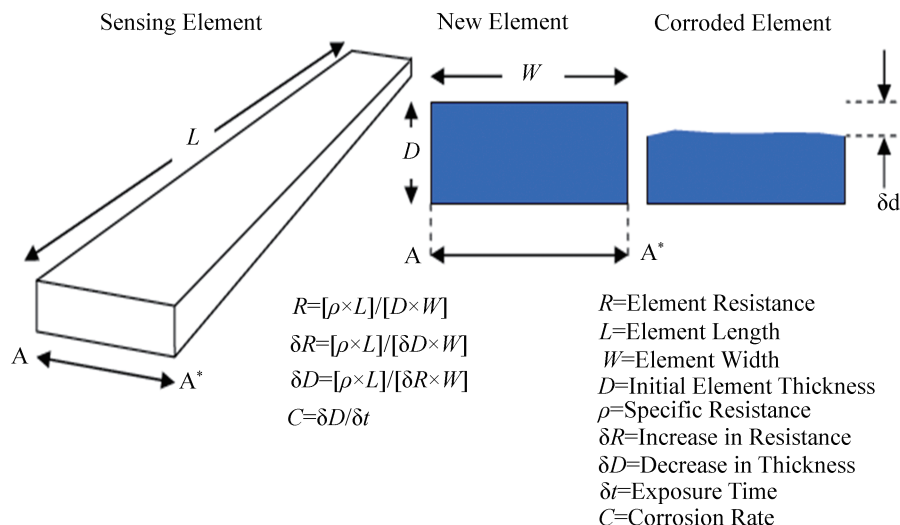 Sensing Element
New Element
Corroded Element
W
L
D
δd
A
A*
A
A*
R=[ρ×L]/[D×W]
δR=[ρ×L]/[δD×W]
δD=[ρ×L]/[δR×W]
C=δD/δt
R=Element Resistance
L=Element Length
W=Element Width
D=Initial Element Thickness
ρ=Specific Resistance
δR=Increase in Resistance
δD=Decrease in Thickness
δt=Exposure Time
C=Corrosion Rate